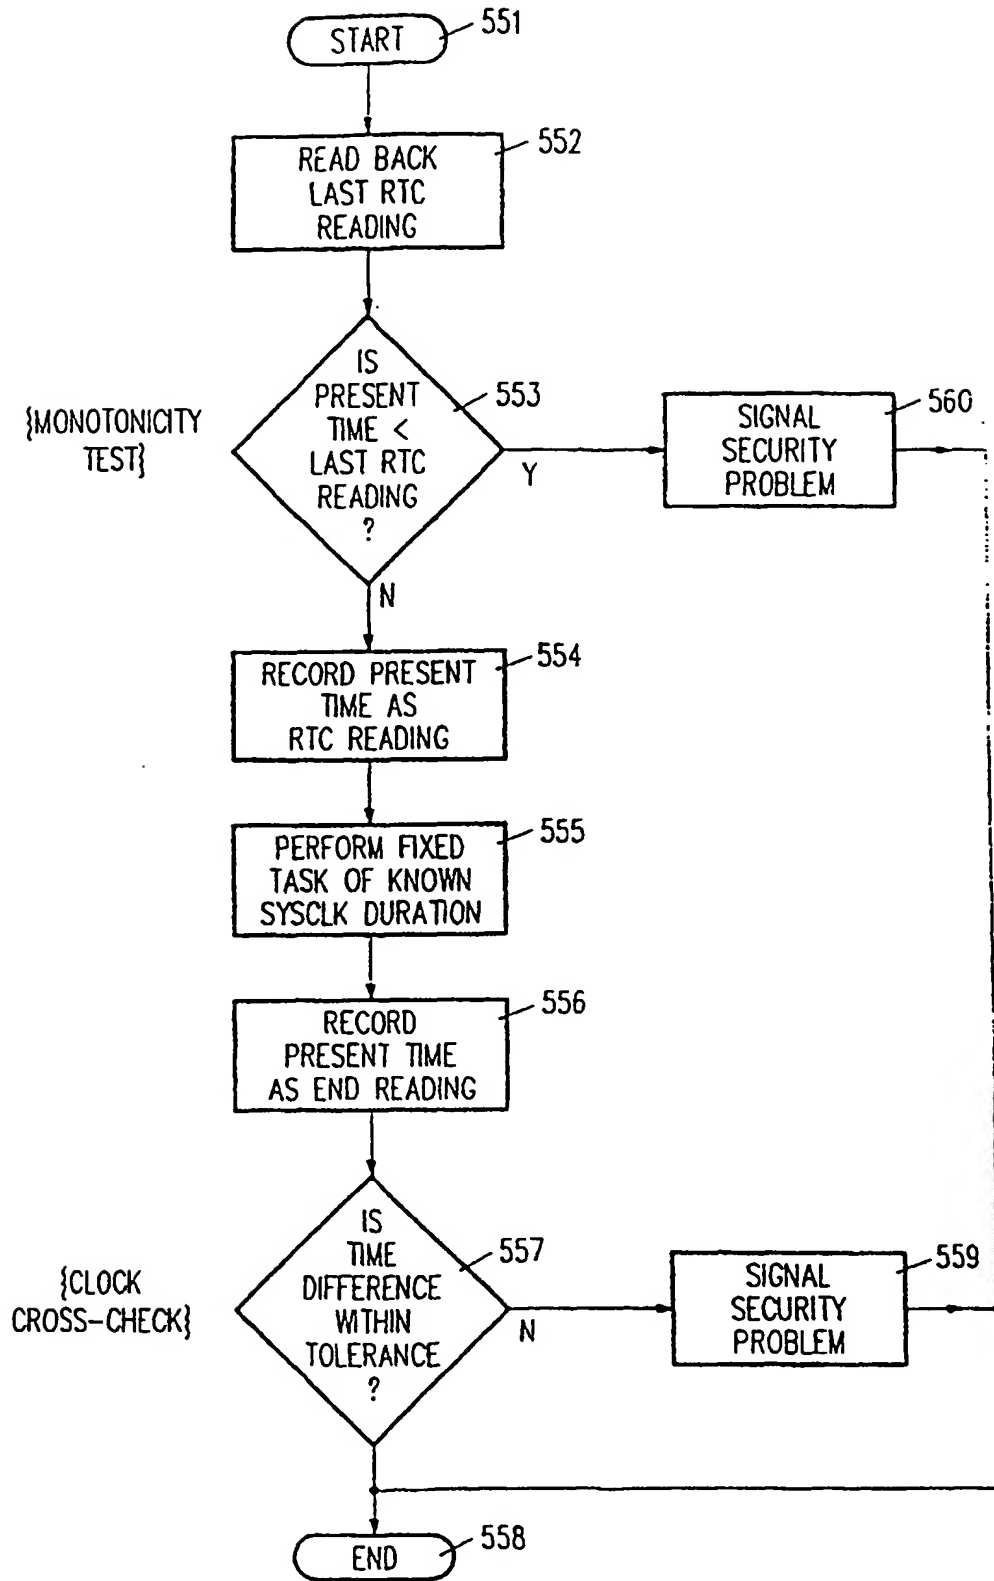 START
551
READ BACK
LAST RTC
READING
552
IS
PRESENT
TIME <
LAST RTC
READING
?
553
{MONOTONICITY
TEST}
Y
SIGNAL
SECURITY
PROBLEM
560
N
RECORD PRESENT
TIME AS
RTC READING
554
PERFORM FIXED
TASK OF KNOWN
SYSCLK DURATION
555
RECORD
PRESENT TIME
AS END READING
556
IS
TIME
DIFFERENCE
WITHIN
TOLERANCE
?
557
{CLOCK
CROSS-CHECK}
N
SIGNAL
SECURITY
PROBLEM
559
END
558